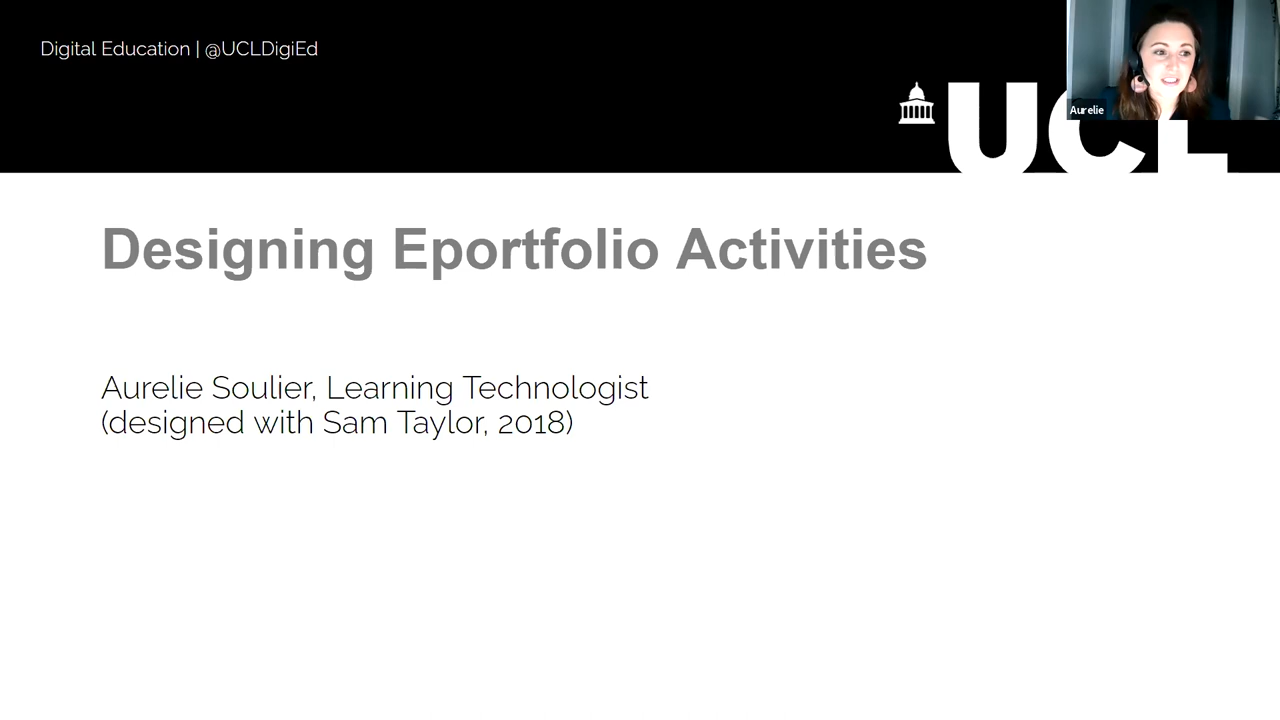 Digital Education | @UCLDigiEd
Aurelie
UCL
Designing Eportfolio Activities
Aurelie Soulier, Learning Technologist
(designed with Sam Taylor, 2018)